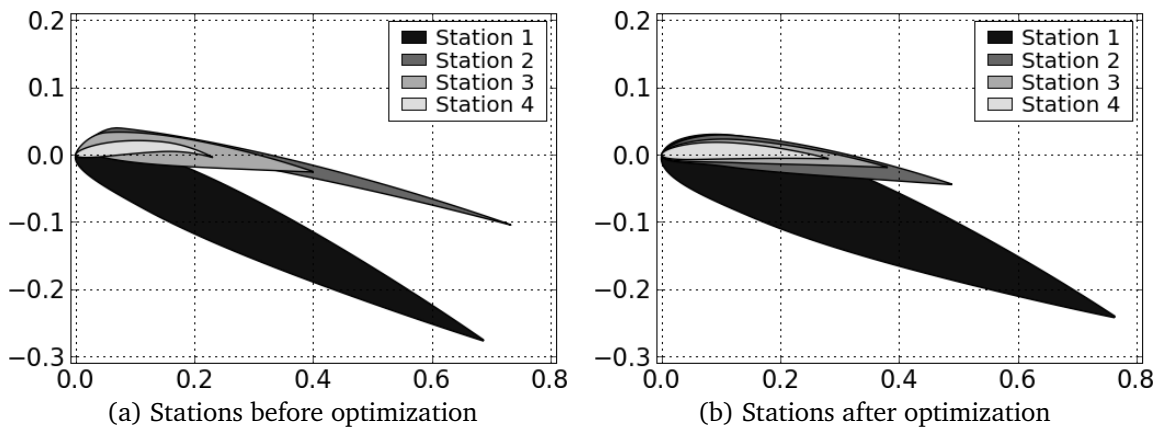 0.2
0.1
0.0
−0.1
−0.2
−0.3
0.0 0.2 0.4 0.6 0.8
Station 1
Station 2
Station 3
Station 4
(a) Stations before optimization
0.2
0.1
0.0
−0.1
−0.2
−0.3
0.0 0.2 0.4 0.6 0.8
Station 1
Station 2
Station 3
Station 4
(b) Stations after optimization